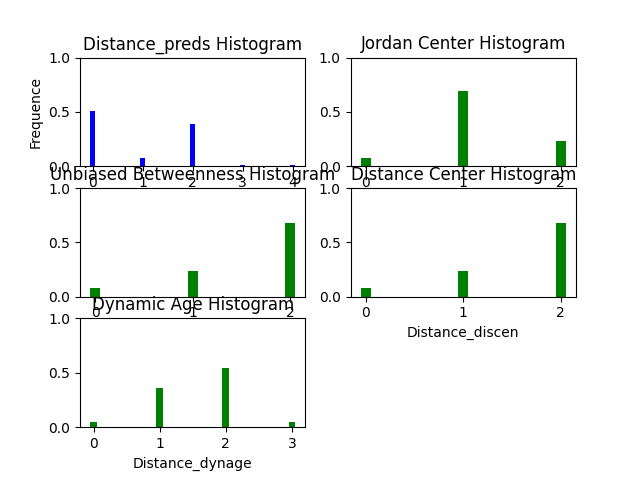 Distance_preds Histogram
Jordan Center Histogram
Frequence
1.0
0.5
0.0
0 1 2 3 4
1.0
0.5
0.0
0 1 2
Unbiased Betweenness Histogram
Distance Center Histogram
1.0
0.5
0.0
0 1 2
1.0
0.5
0.0
0 1 2
Distance_discen
Dynamic Age Histogram
1.0
0.5
0.0
0 1 2 3
Distance_dynage